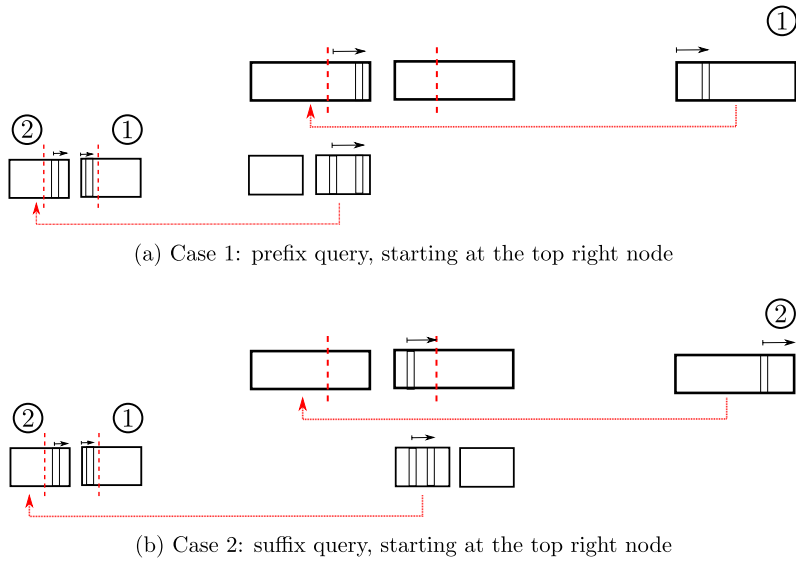 ①
② ①
(a) Case 1: prefix query, starting at the top right node
②
② ①
(b) Case 2: suffix query, starting at the top right node